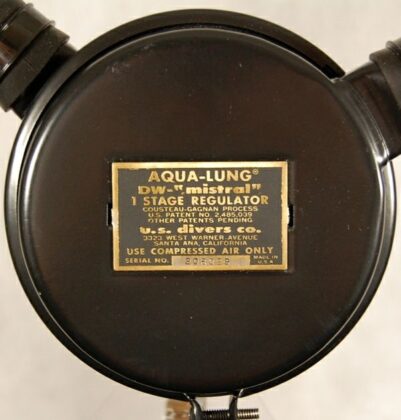 AQUA-LUNG®
DW-"mistral"
1 STAGE REGULATOR
COUSTEAU-GAGNAN PROCESS
U.S. PATENT NO. 2,485,039
OTHER PATENTS PENDING
u.s. divers co.
3323 WEST WARNER AVENUE
SANTA ANA, CALIFORNIA
USE COMPRESSED AIR ONLY
SERIAL NO. MADE IN
U.S.A.